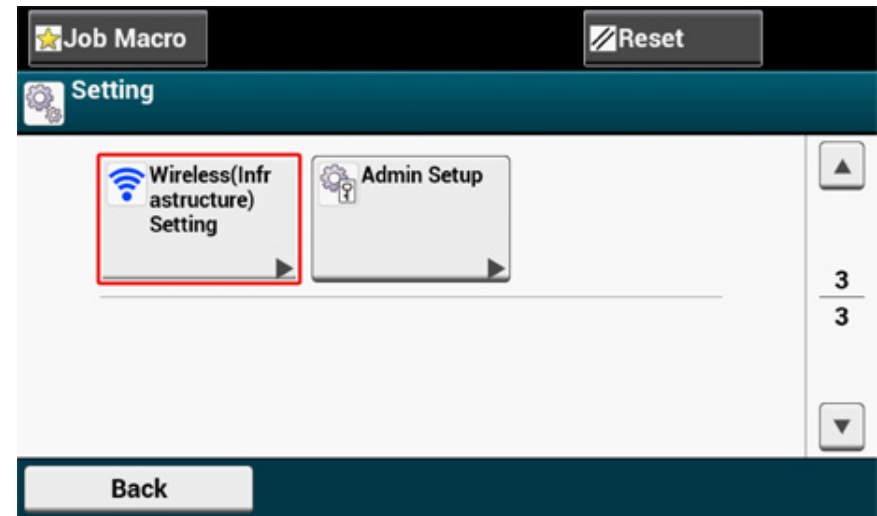 Job Macro
Reset
Setting
Wireless(Infr
astructure)
Setting
Admin Setup
3
3
Back